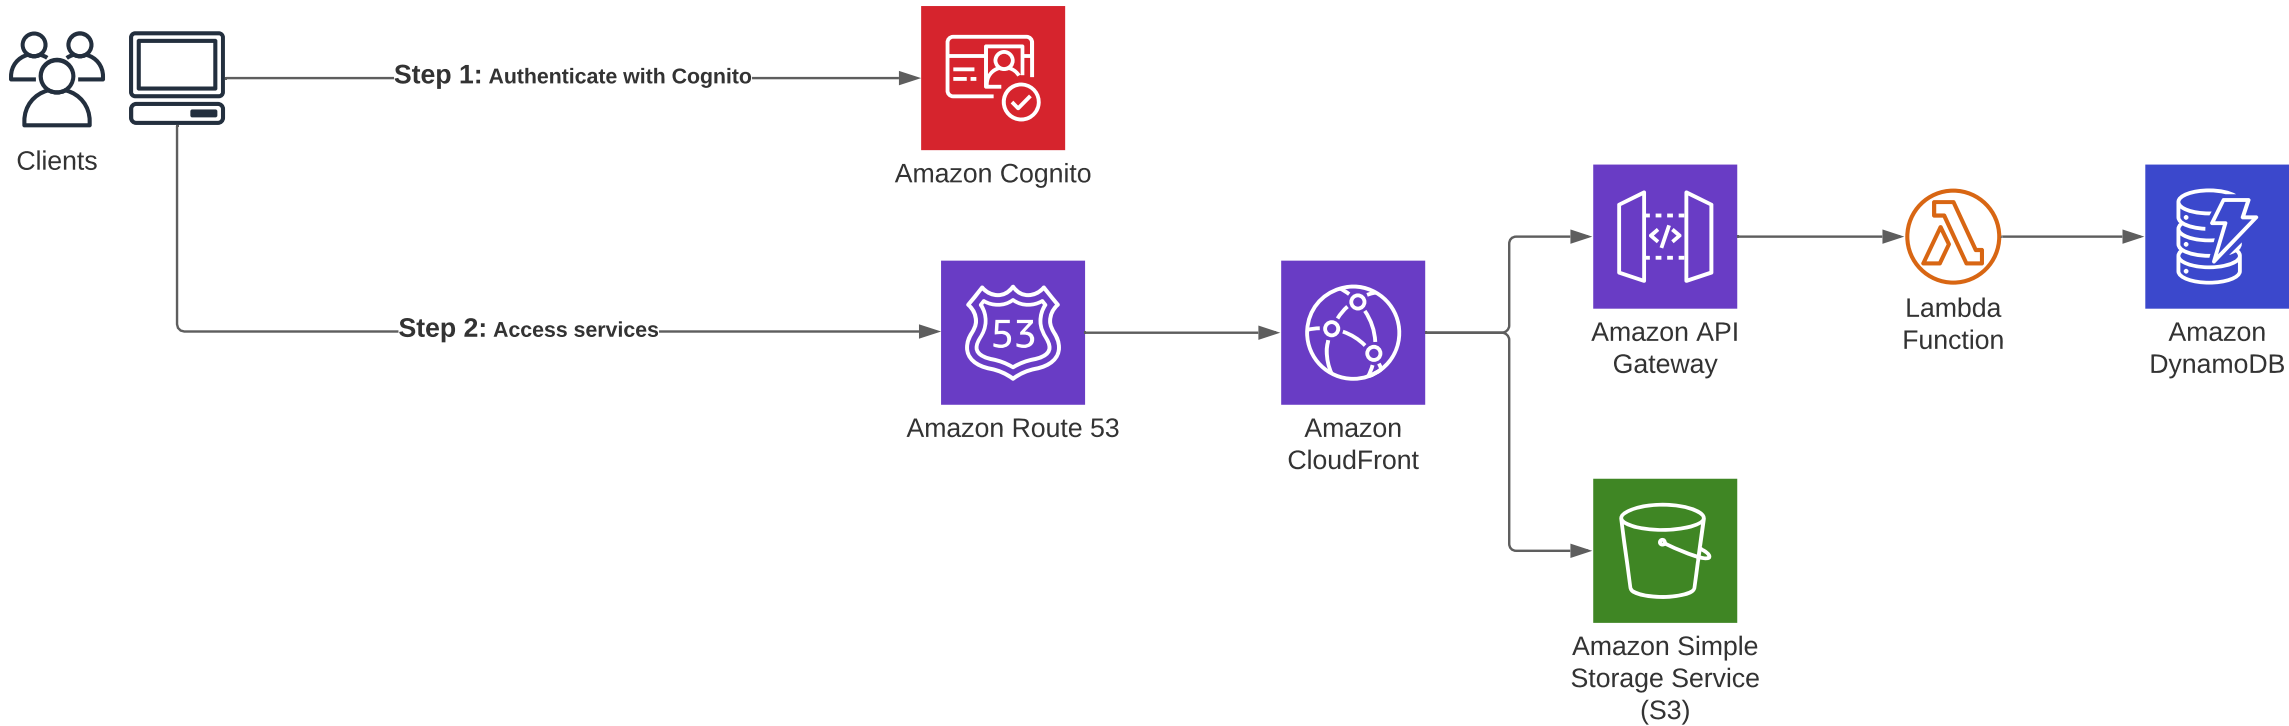 Clients
Step 1: Authenticate with Cognito
Amazon Cognito
Step 2: Access services
53
Amazon Route 53
Amazon
CloudFront
</>
Amazon API
Gateway
Lambda
Function
Amazon
DynamoDB
Amazon Simple
Storage Service
(S3)